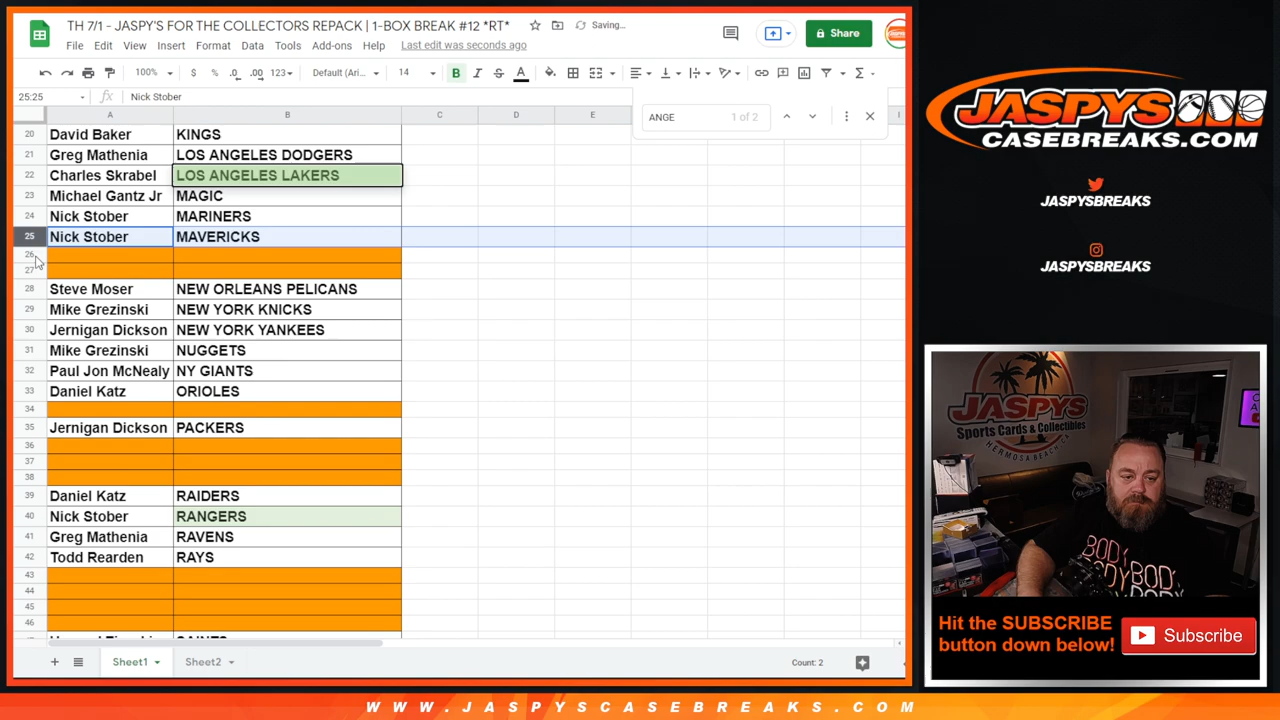 TH 7/1 - JASPY'S FOR THE COLLECTORS REPACK | 1-BOX BREAK #12 *RT*
Saving...
File Edit View Insert Format Data Tools Add-ons Help Last edit was seconds ago
Share
100% $ % .0 .00 123 Default (Ari... 14 B I S A
25:25 fx Nick Stober
ANGE 1 of 2
A B C D E
20 David Baker KINGS
21 Greg Mathenia LOS ANGELES DODGERS
22 Charles Skrabel LOS ANGELES LAKERS
23 Michael Gantz Jr MAGIC
24 Nick Stober MARINERS
25 Nick Stober MAVERICKS
26
27
28 Steve Moser NEW ORLEANS PELICANS
29 Mike Grezinski NEW YORK KNICKS
30 Jernigan Dickson NEW YORK YANKEES
31 Mike Grezinski NUGGETS
32 Paul Jon McNealy NY GIANTS
33 Daniel Katz ORIOLES
34
35 Jernigan Dickson PACKERS
36
37
38
39 Daniel Katz RAIDERS
40 Nick Stober RANGERS
41 Greg Mathenia RAVENS
42 Todd Rearden RAYS
43
44
45
46
SAINTS
Sheet1 Sheet2
Count: 2
JASPYS
CASEBREAKS.COM
JASPYSBREAKS
JASPYSBREAKS
JASPYS
Sports Cards & Collectibles
HERMOSA BEACH, CA
BODY
BODY
Hit the SUBSCRIBE
button down below!
Subscribe
WWW.JASPYSCASEBREAKS.COM